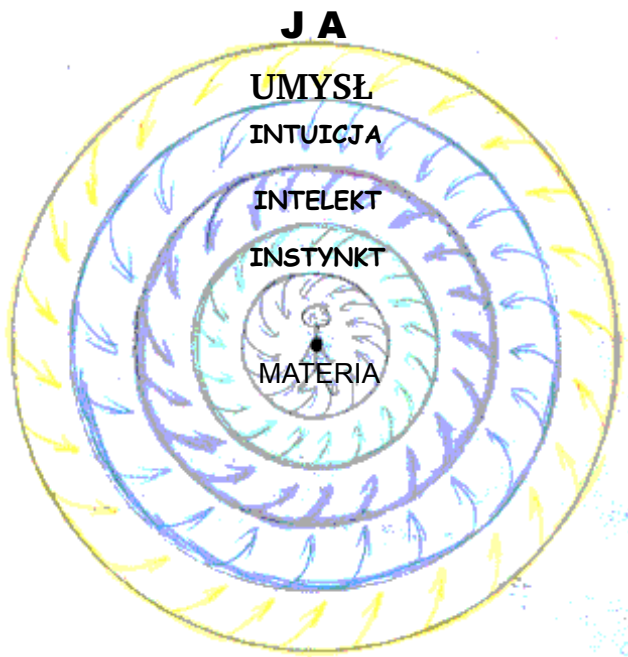 J A
UMYSŁ
INTUICJA
INTELEKT
INSTYNKT
MATERIA